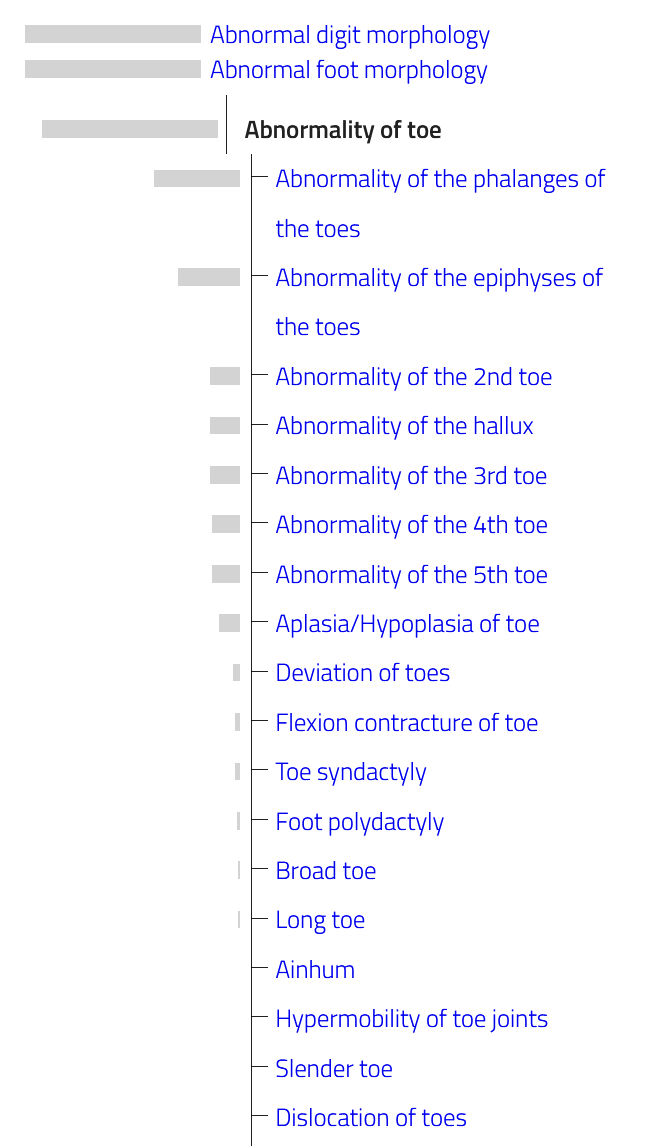 Abnormal digit morphology
Abnormal foot morphology
Abnormality of toe
Abnormality of the phalanges of
the toes
Abnormality of the epiphyses of
the toes
Abnormality of the 2nd toe
Abnormality of the hallux
Abnormality of the 3rd toe
Abnormality of the 4th toe
Abnormality of the 5th toe
Aplasia/Hypoplasia of toe
Deviation of toes
Flexion contracture of toe
Toe syndactyly
Foot polydactyly
Broad toe
Long toe
Ainhum
Hypermobility of toe joints
Slender toe
Dislocation of toes